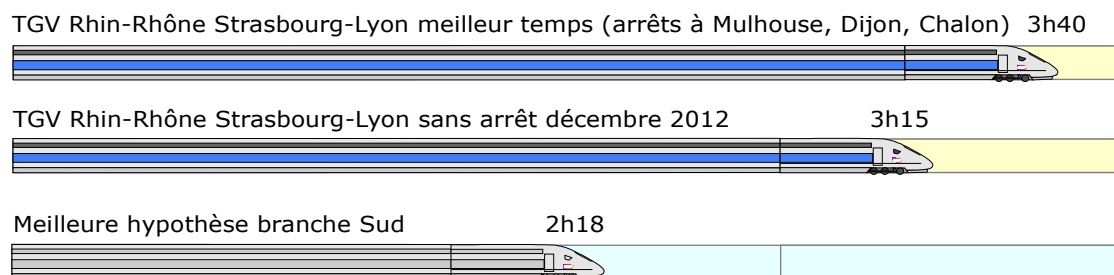 TGV Rhin-Rhône Strasbourg-Lyon meilleur temps (arrêts à Mulhouse, Dijon, Chalon) 3h40
TGV Rhin-Rhône Strasbourg-Lyon sans arrêt décembre 2012 3h15
Meilleure hypothèse branche Sud 2h18